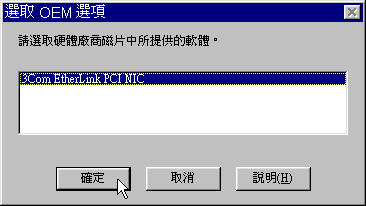 選取 OEM 選項
請選取硬體廠商磁片中所提供的軟體。
3Com EtherLink PCI NIC
確定
取消
說明(H)